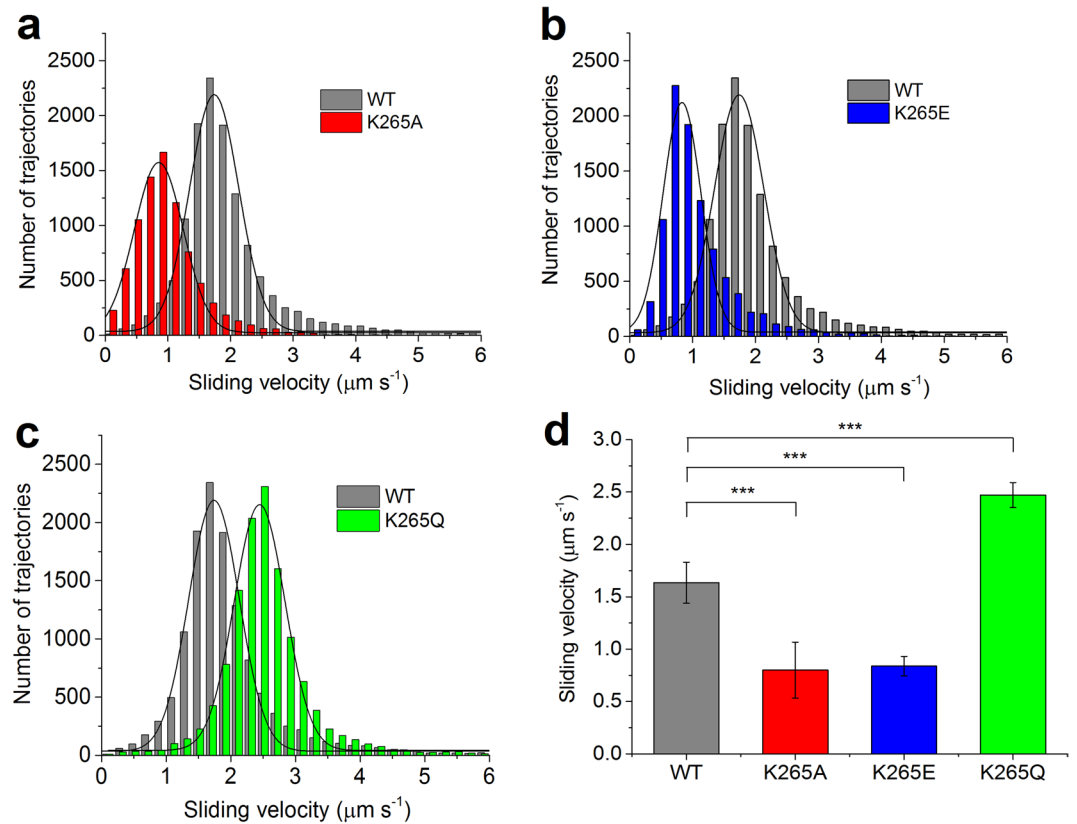 a
Number of trajectories
2500
2000
1500
1000
500
0
WT
K265A
0 1 2 3 4 5 6
Sliding velocity (μm s⁻¹)
b
Number of trajectories
2500
2000
1500
1000
500
0
WT
K265E
0 1 2 3 4 5 6
Sliding velocity (μm s⁻¹)
c
Number of trajectories
2500
2000
1500
1000
500
0
WT
K265Q
0 1 2 3 4 5 6
Sliding velocity (μm s⁻¹)
d
Sliding velocity (μm s⁻¹)
3.0
2.5
2.0
1.5
1.0
0.5
0.0
***
***
***
WT K265A K265E K265Q